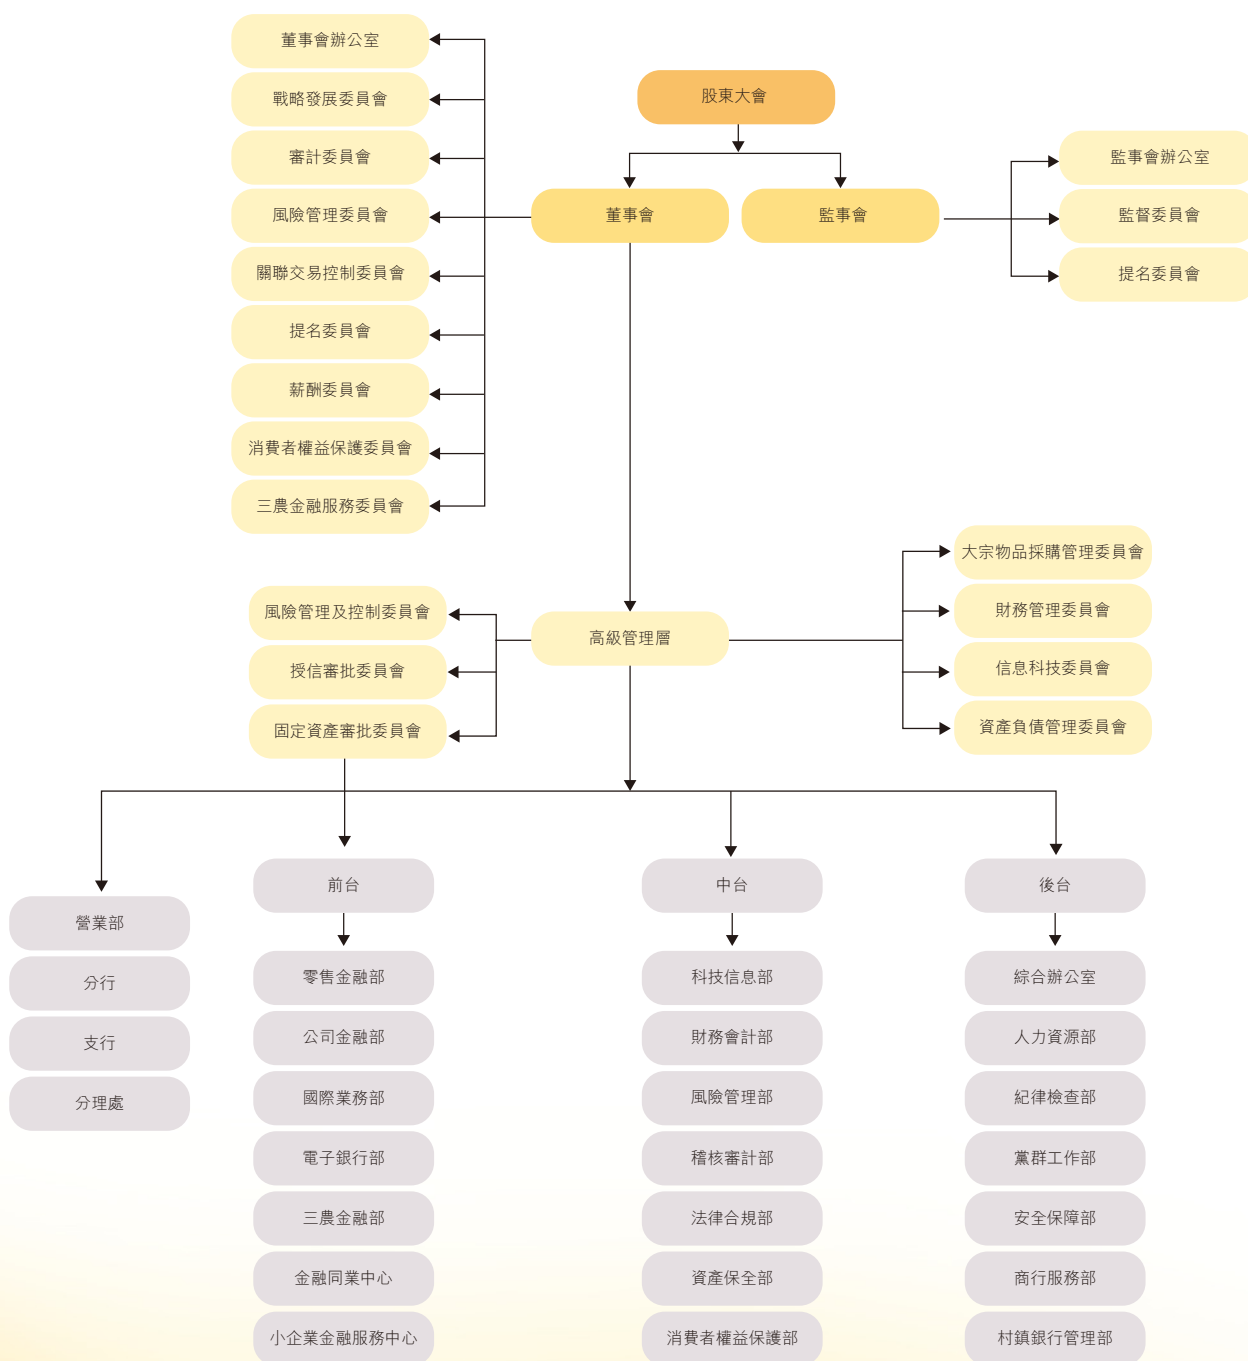 股東大會
董事會
監事會
董事會辦公室
戰略發展委員會
審計委員會
風險管理委員會
關聯交易控制委員會
提名委員會
薪酬委員會
消費者權益保護委員會
三農金融服務委員會
監事會辦公室
監督委員會
提名委員會
高級管理層
風險管理及控制委員會
授信審批委員會
固定資產審批委員會
大宗物品採購管理委員會
財務管理委員會
信息科技委員會
資產負債管理委員會
營業部
分行
支行
分理處
前台
零售金融部
公司金融部
國際業務部
電子銀行部
三農金融部
金融同業中心
小企業金融服務中心
中台
科技信息部
財務會計部
風險管理部
稽核審計部
法律合規部
資產保全部
消費者權益保護部
後台
綜合辦公室
人力資源部
紀律檢查部
黨群工作部
安全保障部
商行服務部
村鎮銀行管理部